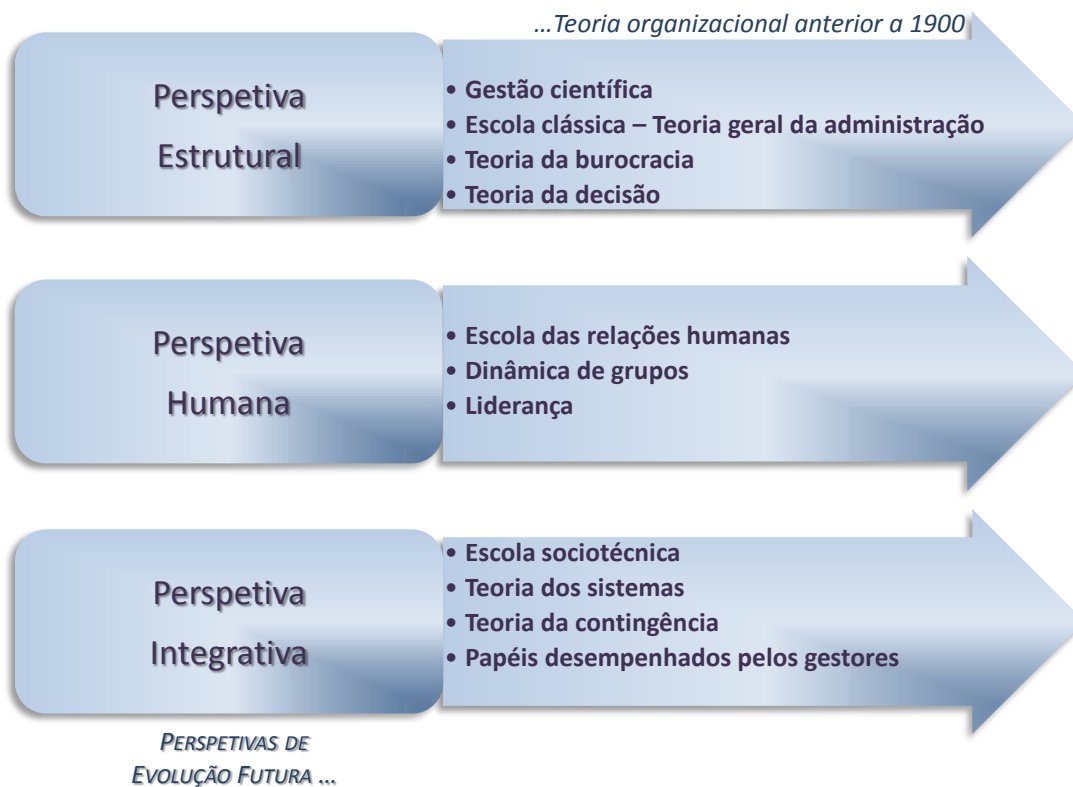 ...Teoria organizacional anterior a 1900
Perspetiva
Estrutural
• Gestão científica
• Escola clássica – Teoria geral da administração
• Teoria da burocracia
• Teoria da decisão
Perspetiva
Humana
• Escola das relações humanas
• Dinâmica de grupos
• Liderança
Perspetiva
Integrativa
• Escola sociotécnica
• Teoria dos sistemas
• Teoria da contingência
• Papéis desempenhados pelos gestores
PERSPETIVAS DE
EVOLUÇÃO FUTURA ...